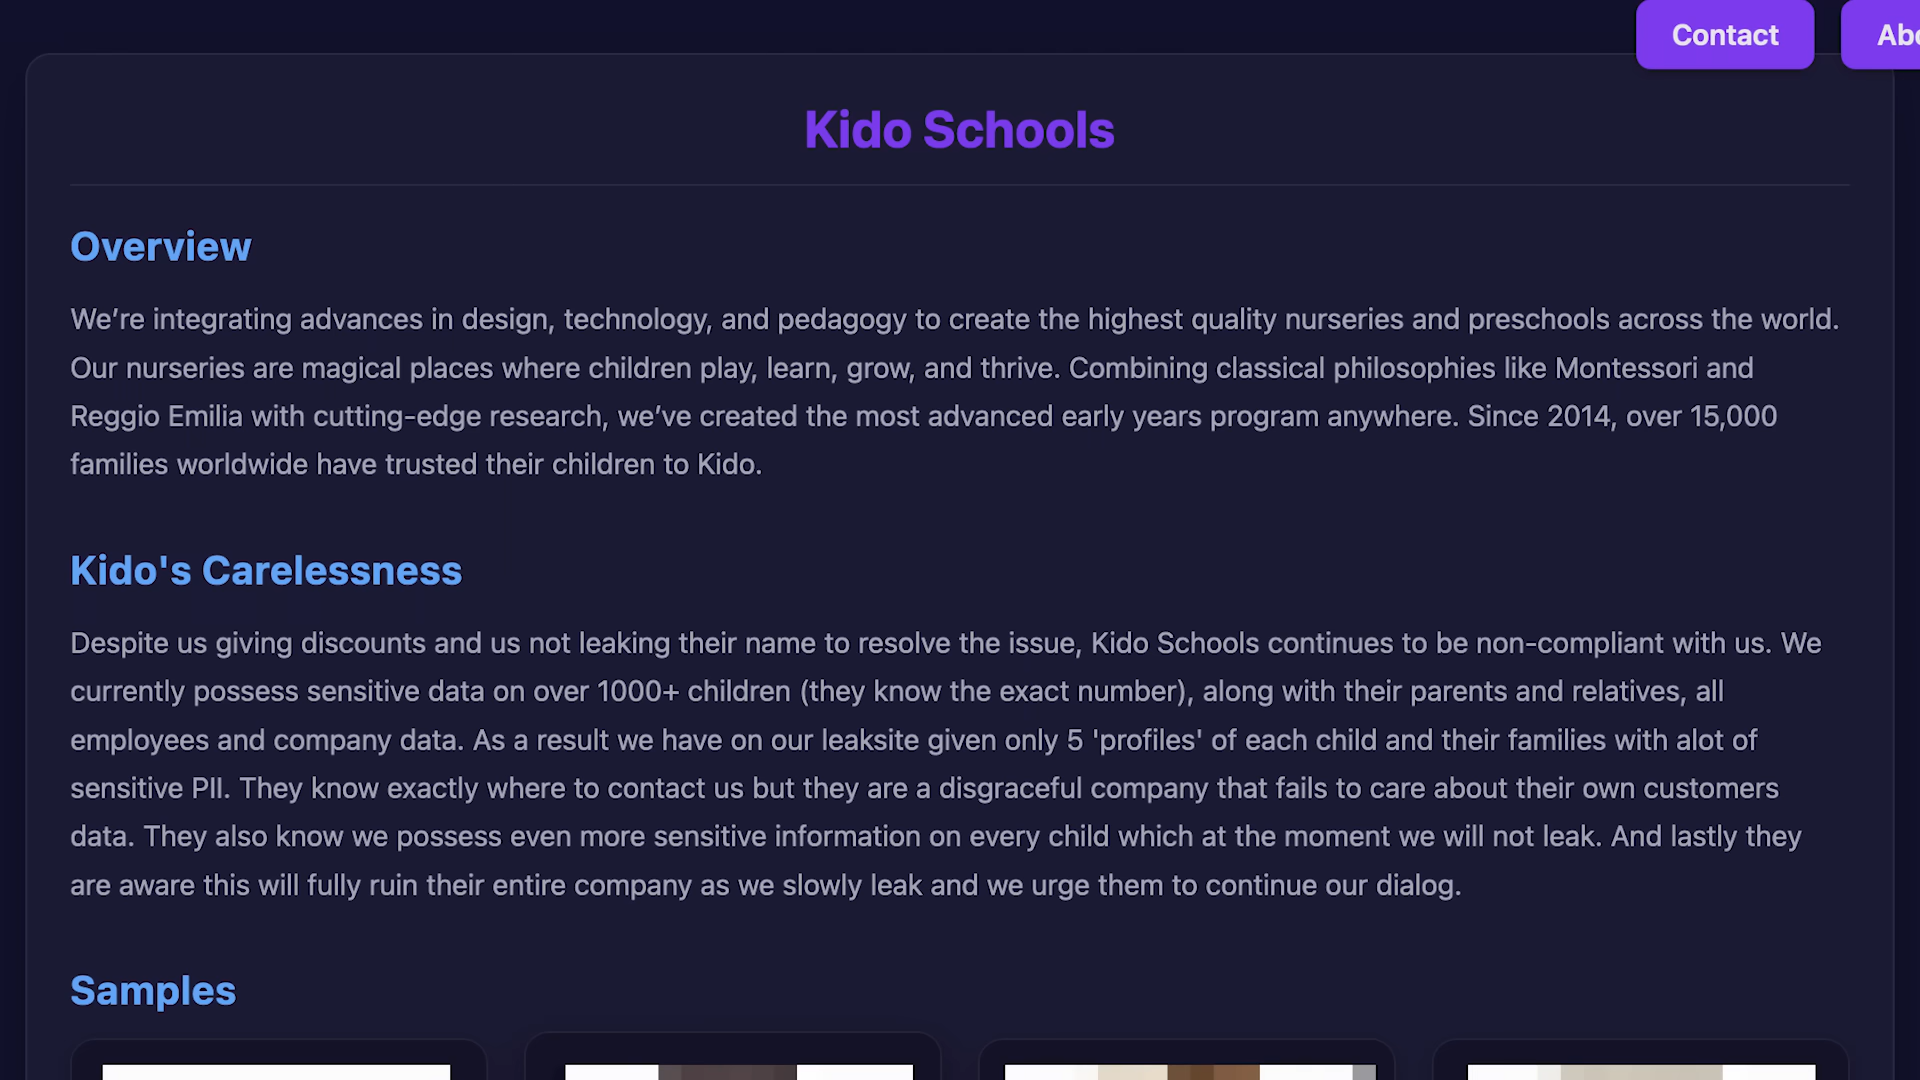 Contact
Kido Schools
Overview
We’re integrating advances in design, technology, and pedagogy to create the highest quality nurseries and preschools across the world.
Our nurseries are magical places where children play, learn, grow, and thrive. Combining classical philosophies like Montessori and
Reggio Emilia with cutting-edge research, we’ve created the most advanced early years program anywhere. Since 2014, over 15,000
families worldwide have trusted their children to Kido.
Kido's Carelessness
Despite us giving discounts and us not leaking their name to resolve the issue, Kido Schools continues to be non-compliant with us. We
currently possess sensitive data on over 1000+ children (they know the exact number), along with their parents and relatives, all
employees and company data. As a result we have on our leaksite given only 5 'profiles' of each child and their families with alot of
sensitive PII. They know exactly where to contact us but they are a disgraceful company that fails to care about their own customers
data. They also know we possess even more sensitive information on every child which at the moment we will not leak. And lastly they
are aware this will fully ruin their entire company as we slowly leak and we urge them to continue our dialog.
Samples